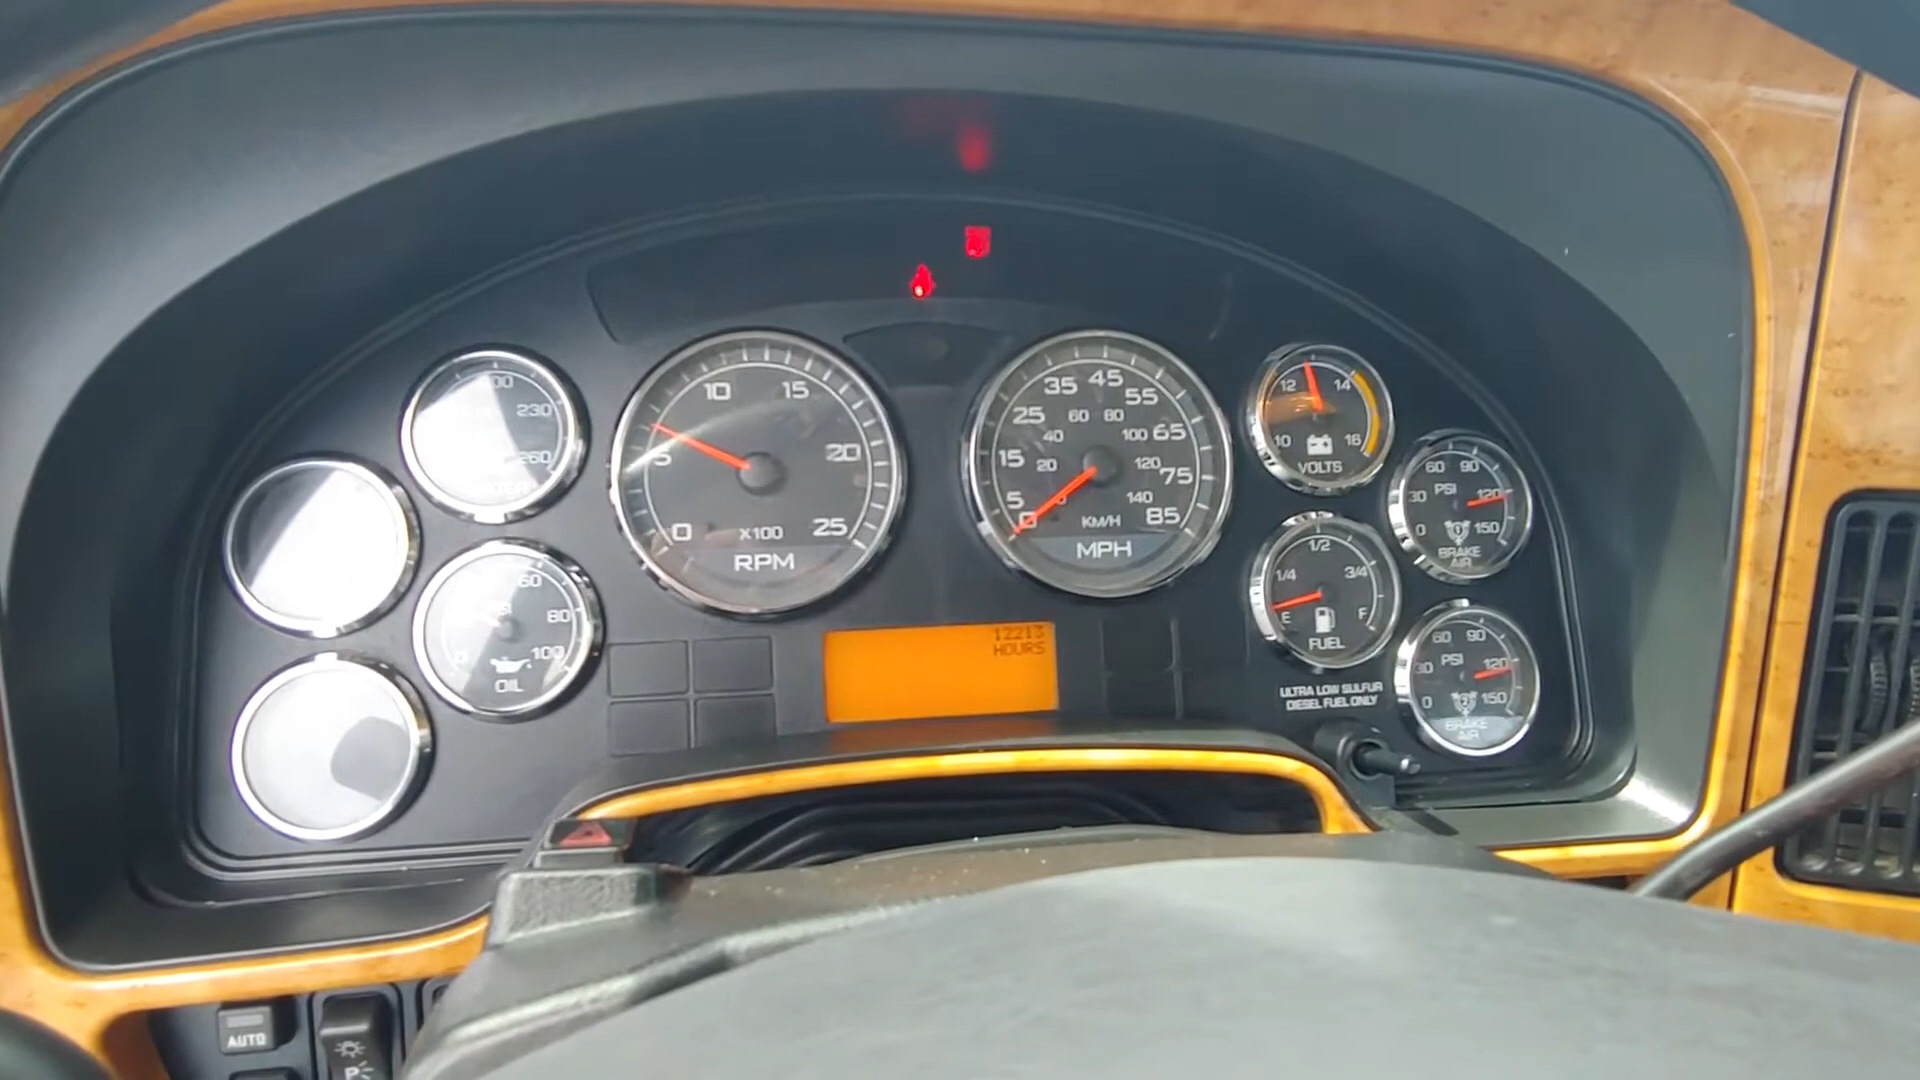 230
260
60
80
100
OIL
0
5
10
15
20
25
X100
RPM
0
5
15
25
35
45
55
65
75
85
20
40
60
80
100
120
140
KM/H
MPH
10
12
14
16
VOLTS
E
1/4
1/2
3/4
F
FUEL
0
30
60
90
120
150
PSI
1
BRAKE
AIR
0
30
60
90
120
150
PSI
2
BRAKE
AIR
12213
HOURS
ULTRA LOW SULFUR
DIESEL FUEL ONLY
AUTO
P